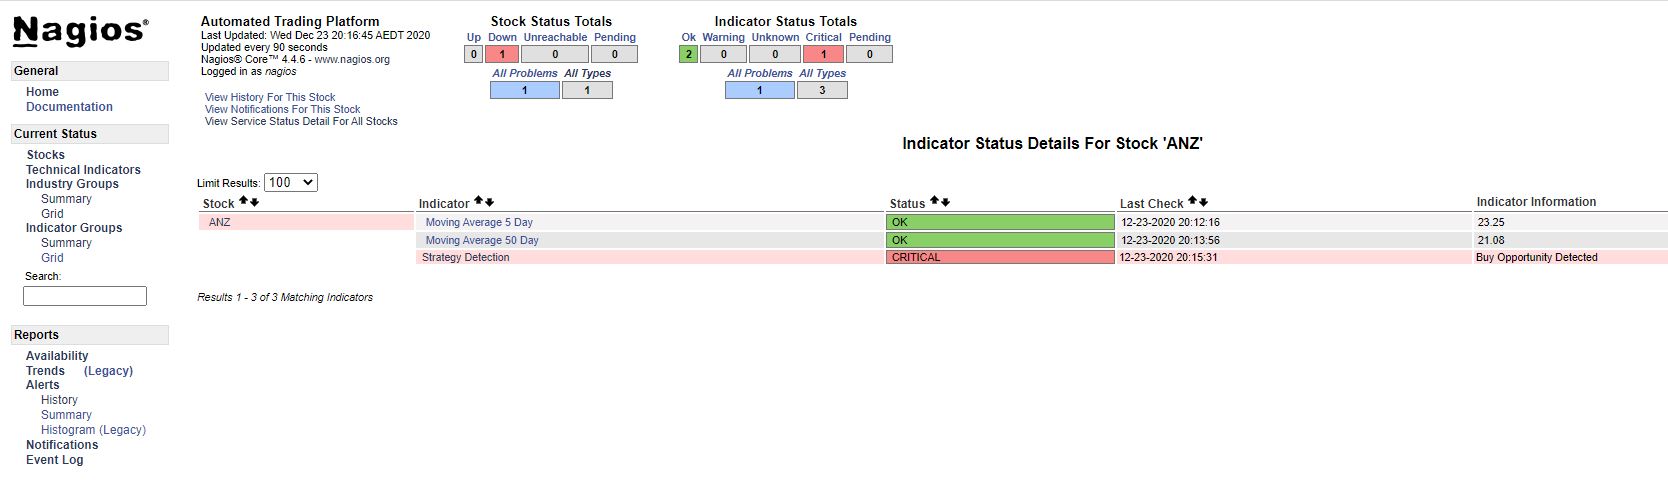 Nagios®
General
Home
Documentation
Current Status
Stocks
Technical Indicators
Industry Groups
Summary
Grid
Indicator Groups
Summary
Grid
Search:
Reports
Availability
Trends (Legacy)
Alerts
History
Summary
Histogram (Legacy)
Notifications
Event Log
Automated Trading Platform
Last Updated: Wed Dec 23 20:16:45 AEDT 2020
Updated every 90 seconds
Nagios® Core™ 4.4.6 - www.nagios.org
Logged in as nagios
View History For This Stock
View Notifications For This Stock
View Service Status Detail For All Stocks
Stock Status Totals
Up Down Unreachable Pending
0 1 0 0
All Problems All Types
1 1
Indicator Status Totals
Ok Warning Unknown Critical Pending
2 0 0 1 0
All Problems All Types
1 3
Indicator Status Details For Stock 'ANZ'
Limit Results: 100
Stock Indicator Status Last Check Indicator Information
ANZ Moving Average 5 Day OK 12-23-2020 20:12:16 23.25
Moving Average 50 Day OK 12-23-2020 20:13:56 21.08
Strategy Detection CRITICAL 12-23-2020 20:15:31 Buy Opportunity Detected
Results 1 - 3 of 3 Matching Indicators